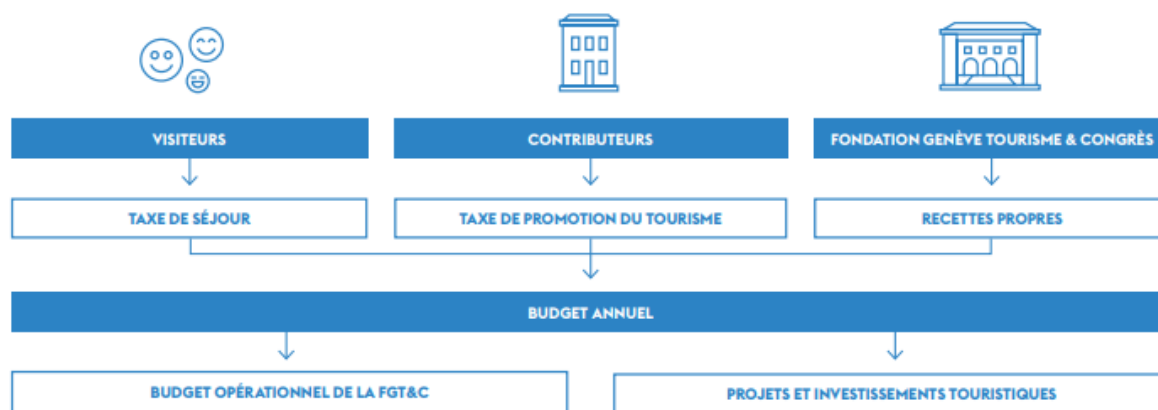 VISITEURS
CONTRIBUTEURS
FONDATION GENÈVE TOURISME & CONGRÈS
TAXE DE SÉJOUR
TAXE DE PROMOTION DU TOURISME
RECETTES PROPRES
BUDGET ANNUEL
BUDGET OPÉRATIONNEL DE LA FGT&C
PROJETS ET INVESTISSEMENTS TOURISTIQUES